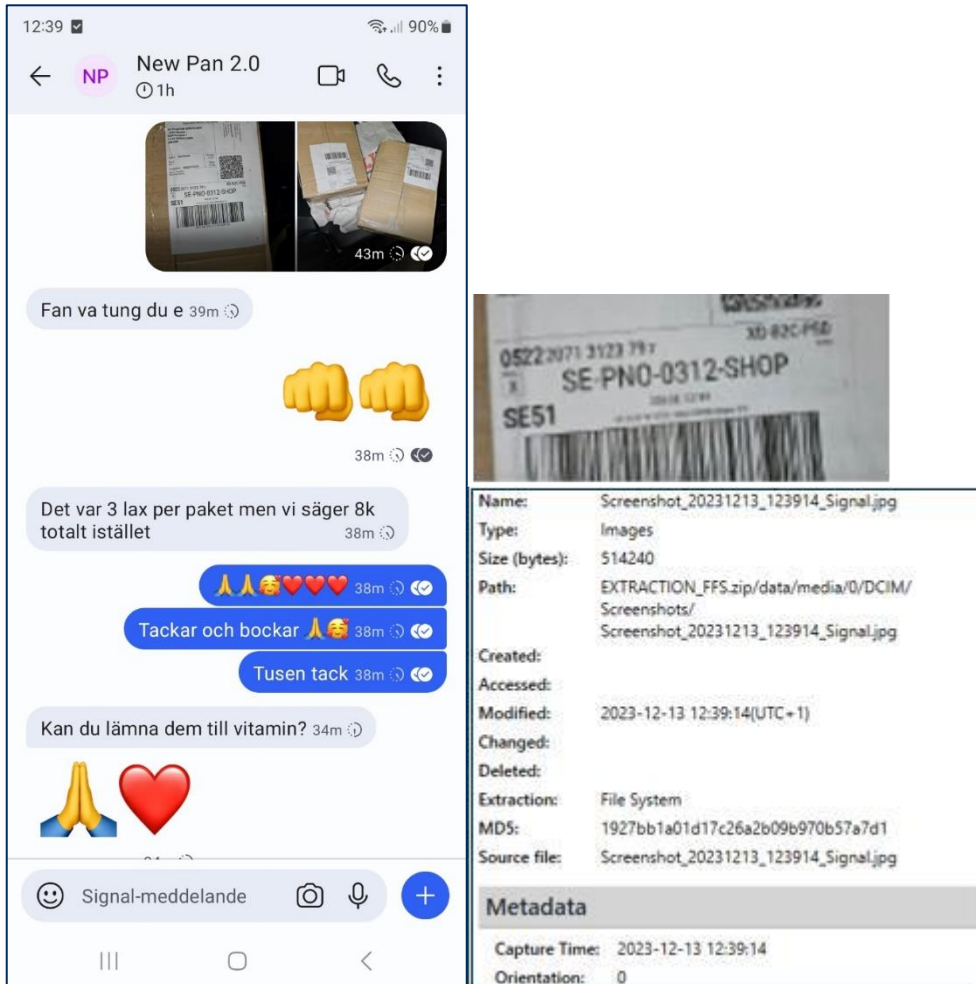 12:39
90%
NP
New Pan 2.0
1h
SE-PNO-0312-SHOP
SE51
43m
Fan va tung du e 39m
38m
Det var 3 lax per paket men vi säger 8k
totalt istället 38m
38m
Tackar och bockar 38m
Tusen tack 38m
Kan du lämna dem till vitamin? 34m
Signal-meddelande
SE-PNO-0312-SHOP
SE51
Name: Screenshot_20231213_123914_Signal.jpg
Type: Images
Size (bytes): 514240
Path: EXTRACTION_FFS.zip/data/media/0/DCIM/
Screenshots/
Screenshot_20231213_123914_Signal.jpg
Created:
Accessed:
Modified: 2023-12-13 12:39:14(UTC+1)
Changed:
Deleted:
Extraction: File System
MD5: 1927bb1a01d17c26a2b09b970b57a7d1
Source file: Screenshot_20231213_123914_Signal.jpg
Metadata
Capture Time: 2023-12-13 12:39:14
Orientation: 0